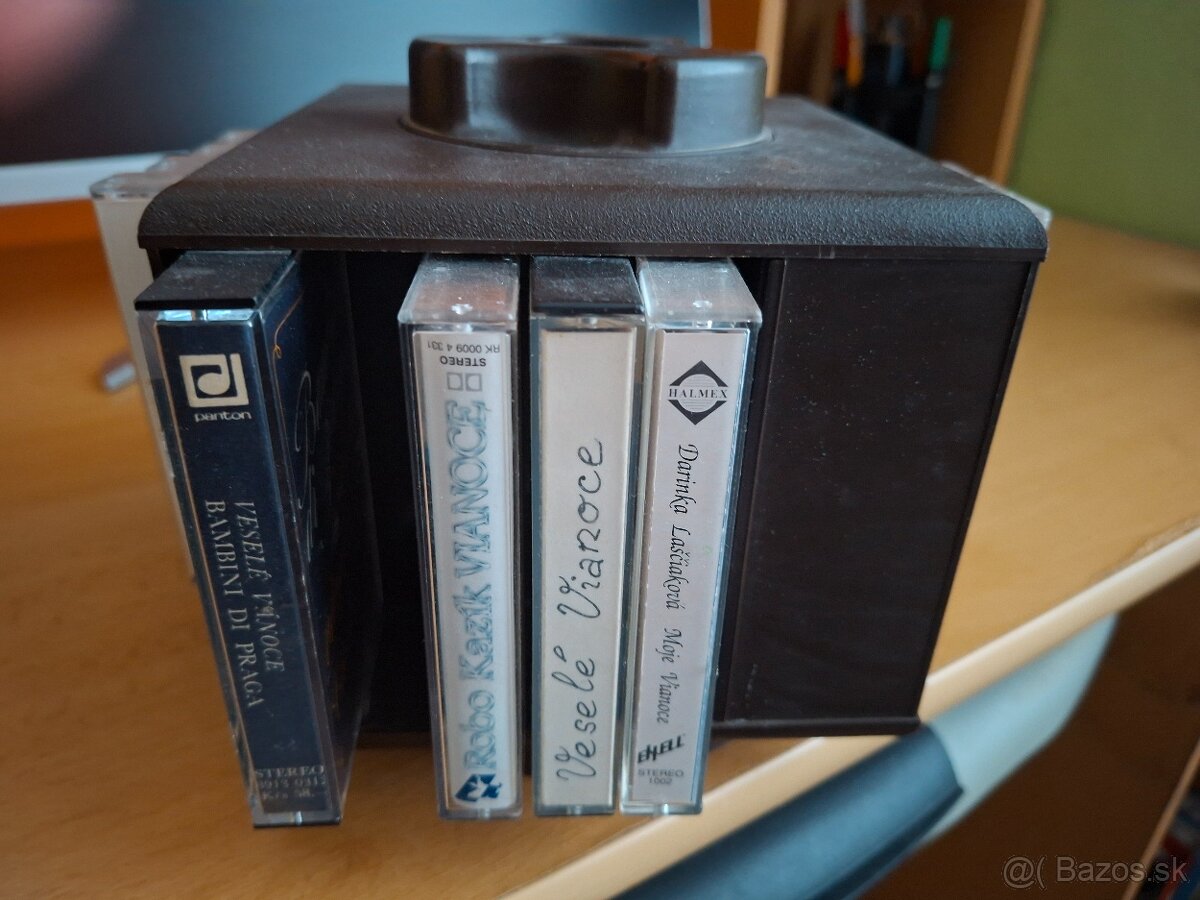 panton
VESELÉ VÁNOCE
BAMBINI DI PRAGA
STEREO
RK 0009 4 331
STEREO
Robo Kazík VIANOCE
Veselé Vianoce
HALMEX
Darinka Laščiaková Moje Vianoce
STEREO
1002
@( Bazos.sk